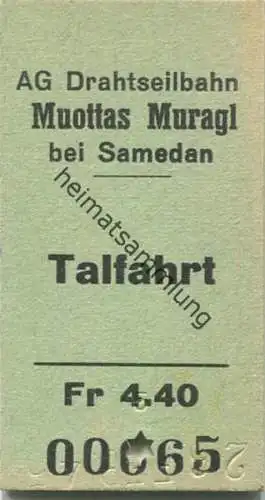 AG Drahtseilbahn
Muottas Muragl
bei Samedan
Talfahrt
heimatsammlung
Fr 4.40
00065